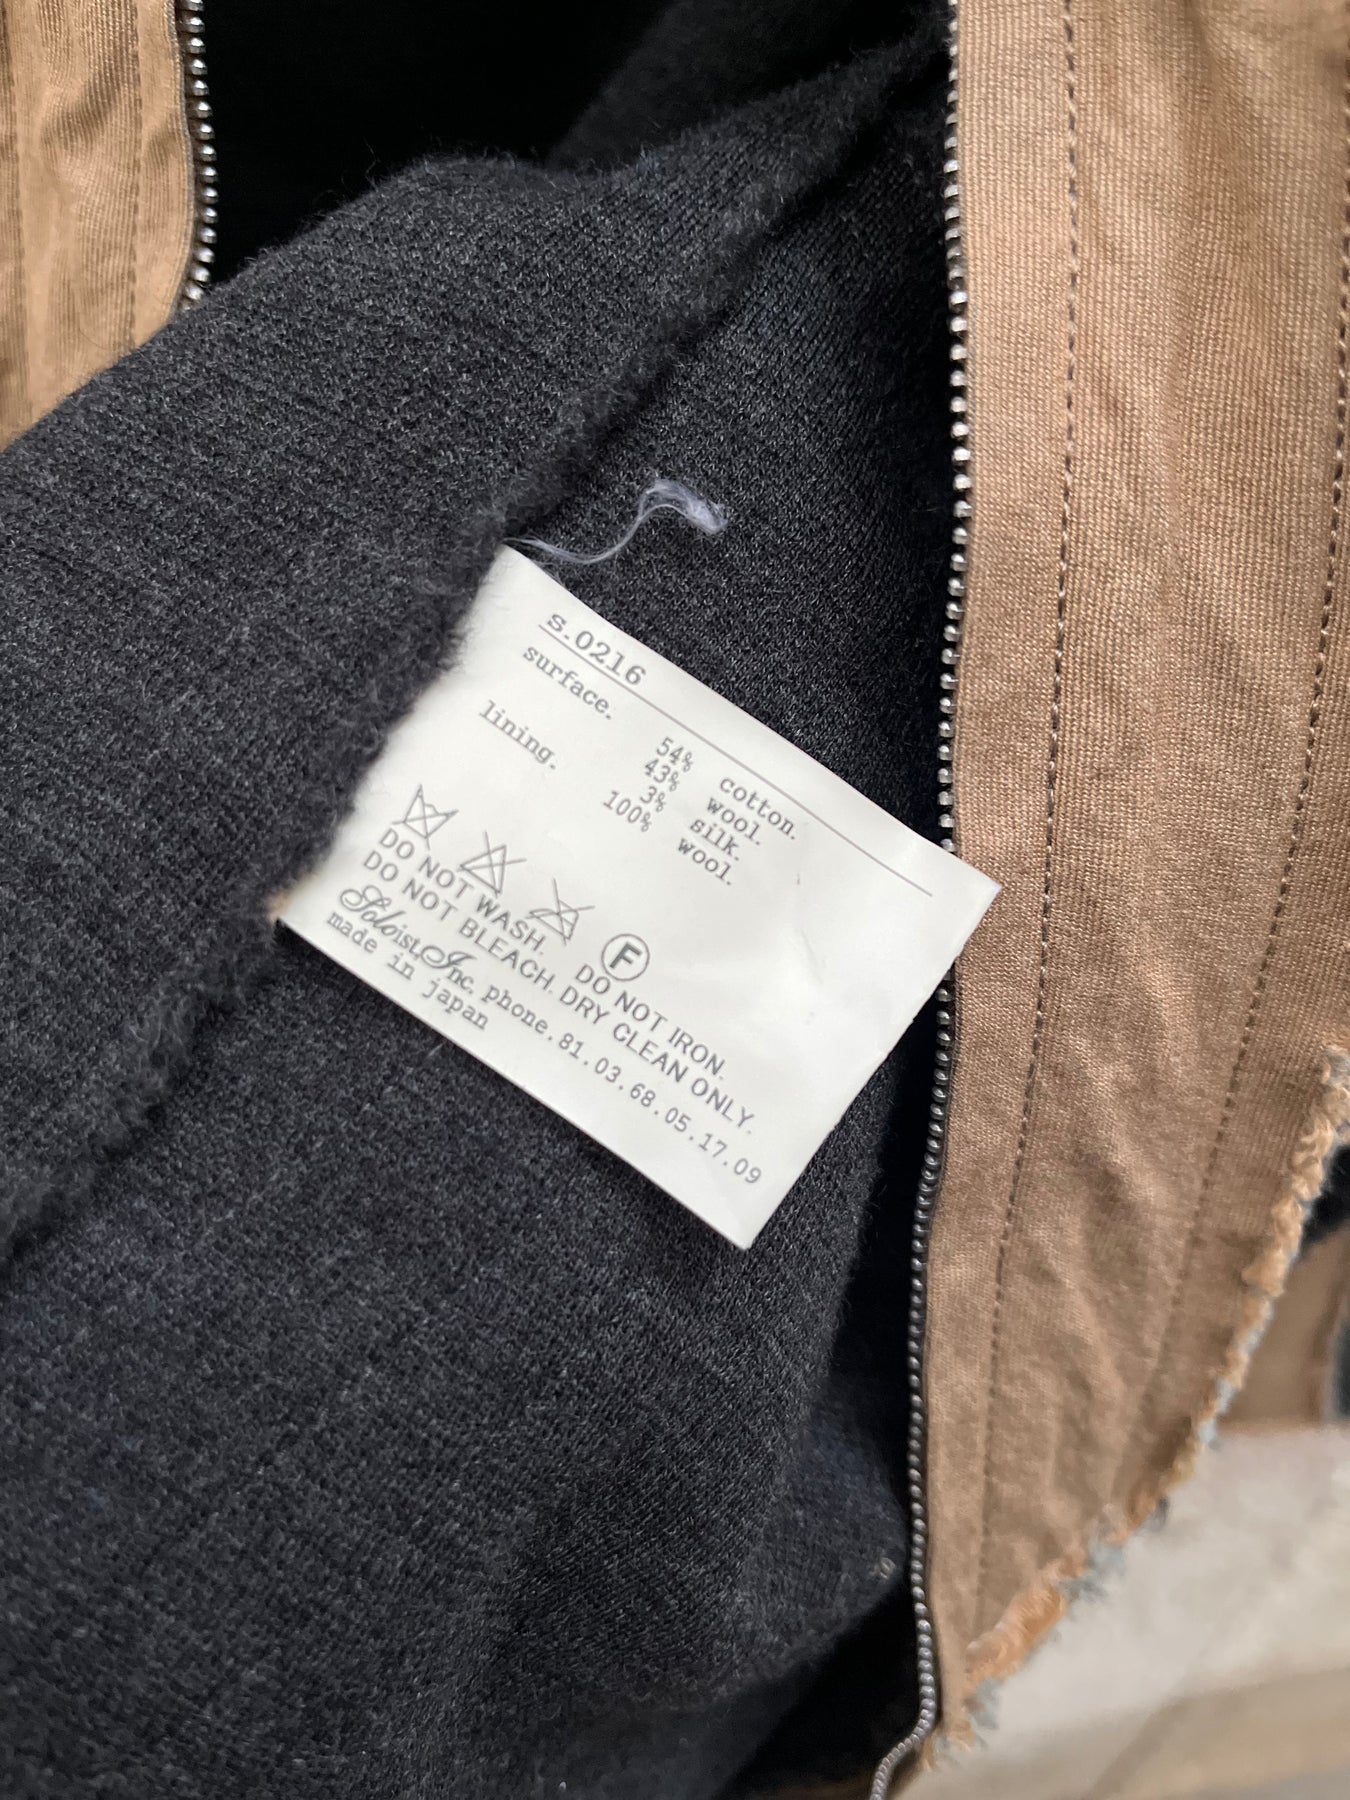 s.0216
surface. 54% cotton.
43% wool.
3% silk.
lining. 100% wool.
F
DO NOT WASH. DO NOT IRON.
DO NOT BLEACH. DRY CLEAN ONLY.
Soloist, Inc. phone.81.03.68.05.17.09
made in japan